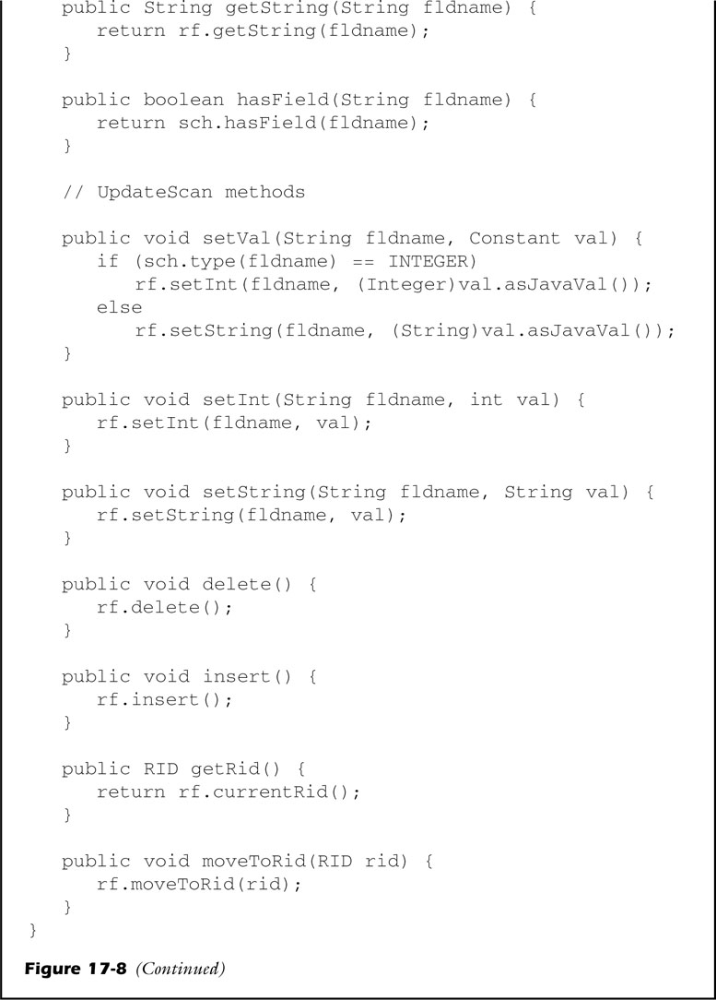 public String getString(String fldname) {
return rf.getString(fldname);
}
public boolean hasField(String fldname) {
return sch.hasField(fldname);
}
// UpdateScan methods
public void setVal(String fldname, Constant val) {
if (sch.type(fldname) == INTEGER)
rf.setInt(fldname, (Integer)val.asJavaVal());
else
rf.setString(fldname, (String)val.asJavaVal());
}
public void setInt(String fldname, int val) {
rf.setInt(fldname, val);
}
public void setString(String fldname, String val) {
rf.setString(fldname, val);
}
public void delete() {
rf.delete();
}
public void insert() {
rf.insert();
}
public RID getRid() {
return rf.currentRid();
}
public void moveToRid(RID rid) {
rf.moveToRid(rid);
}
}
Figure 17-8 (Continued)